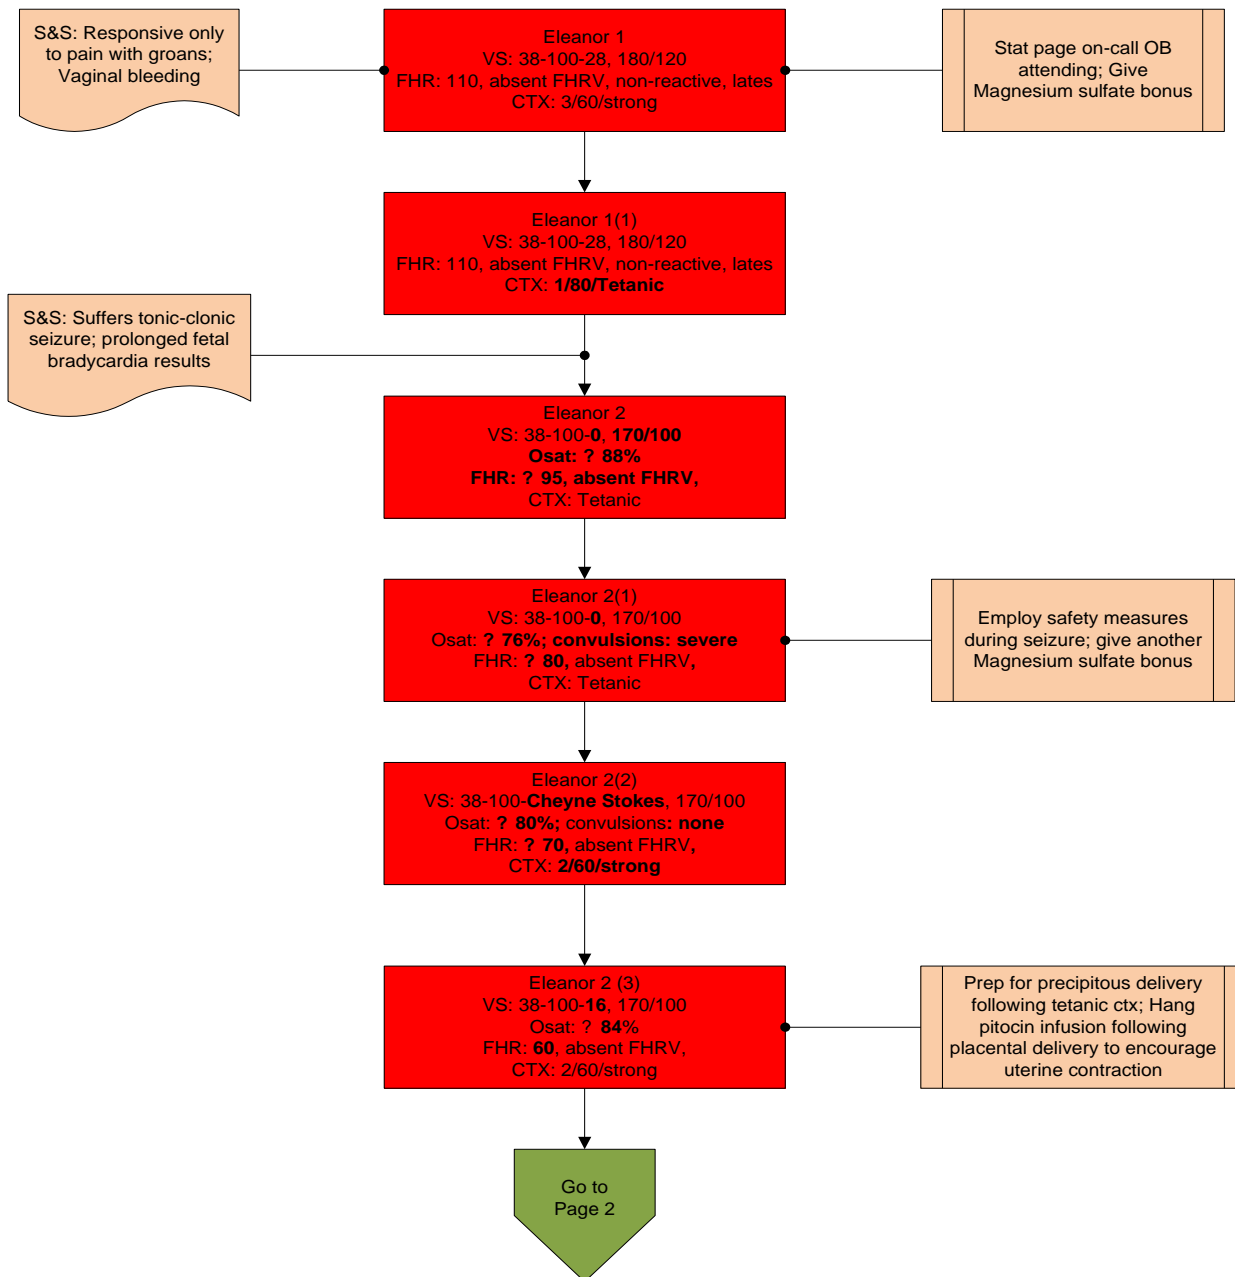 S&S: Responsive only
to pain with groans;
Vaginal bleeding
Eleanor 1
VS: 38-100-28, 180/120
FHR: 110, absent FHRV, non-reactive, lates
CTX: 3/60/strong
Stat page on-call OB
attending; Give
Magnesium sulfate bonus
Eleanor 1(1)
VS: 38-100-28, 180/120
FHR: 110, absent FHRV, non-reactive, lates
CTX: 1/80/Tetanic
S&S: Suffers tonic-clonic
seizure; prolonged fetal
bradycardia results
Eleanor 2
VS: 38-100-0, 170/100
Osat: ? 88%
FHR: ? 95, absent FHRV,
CTX: Tetanic
Eleanor 2(1)
VS: 38-100-0, 170/100
Osat: ? 76%; convulsions: severe
FHR: ? 80, absent FHRV,
CTX: Tetanic
Employ safety measures
during seizure; give another
Magnesium sulfate bonus
Eleanor 2(2)
VS: 38-100-Cheyne Stokes, 170/100
Osat: ? 80%; convulsions: none
FHR: ? 70, absent FHRV,
CTX: 2/60/strong
Eleanor 2 (3)
VS: 38-100-16, 170/100
Osat: ? 84%
FHR: 60, absent FHRV,
CTX: 2/60/strong
Prep for precipitous delivery
following tetanic ctx; Hang
pitocin infusion following
placental delivery to encourage
uterine contraction
Go to
Page 2